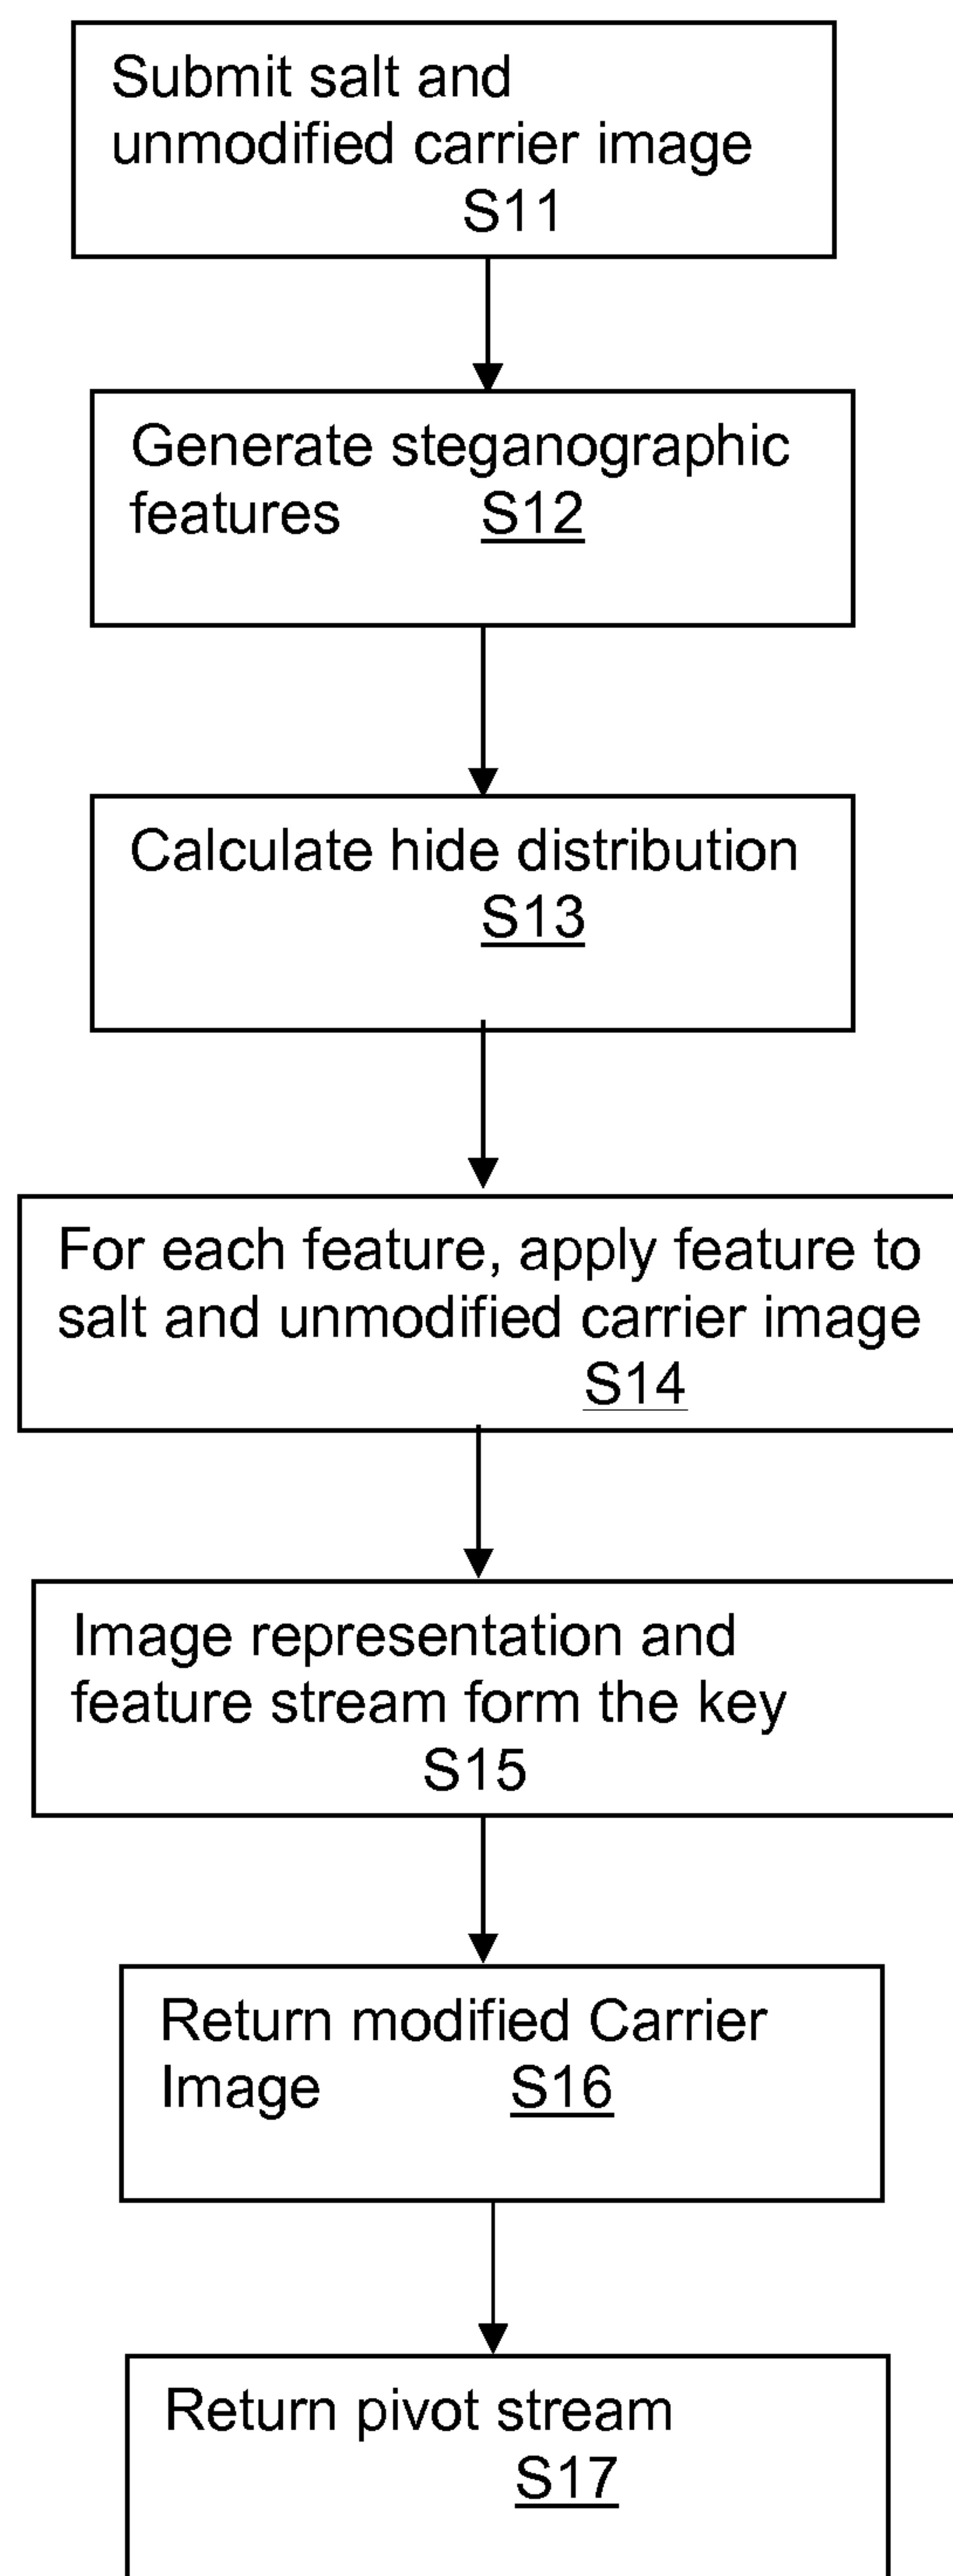 Submit salt and
unmodified carrier image
S11
Generate steganographic
features S12
Calculate hide distribution
S13
For each feature, apply feature to
salt and unmodified carrier image
S14
Image representation and
feature stream form the key
S15
Return modified Carrier
Image S16
Return pivot stream
S17